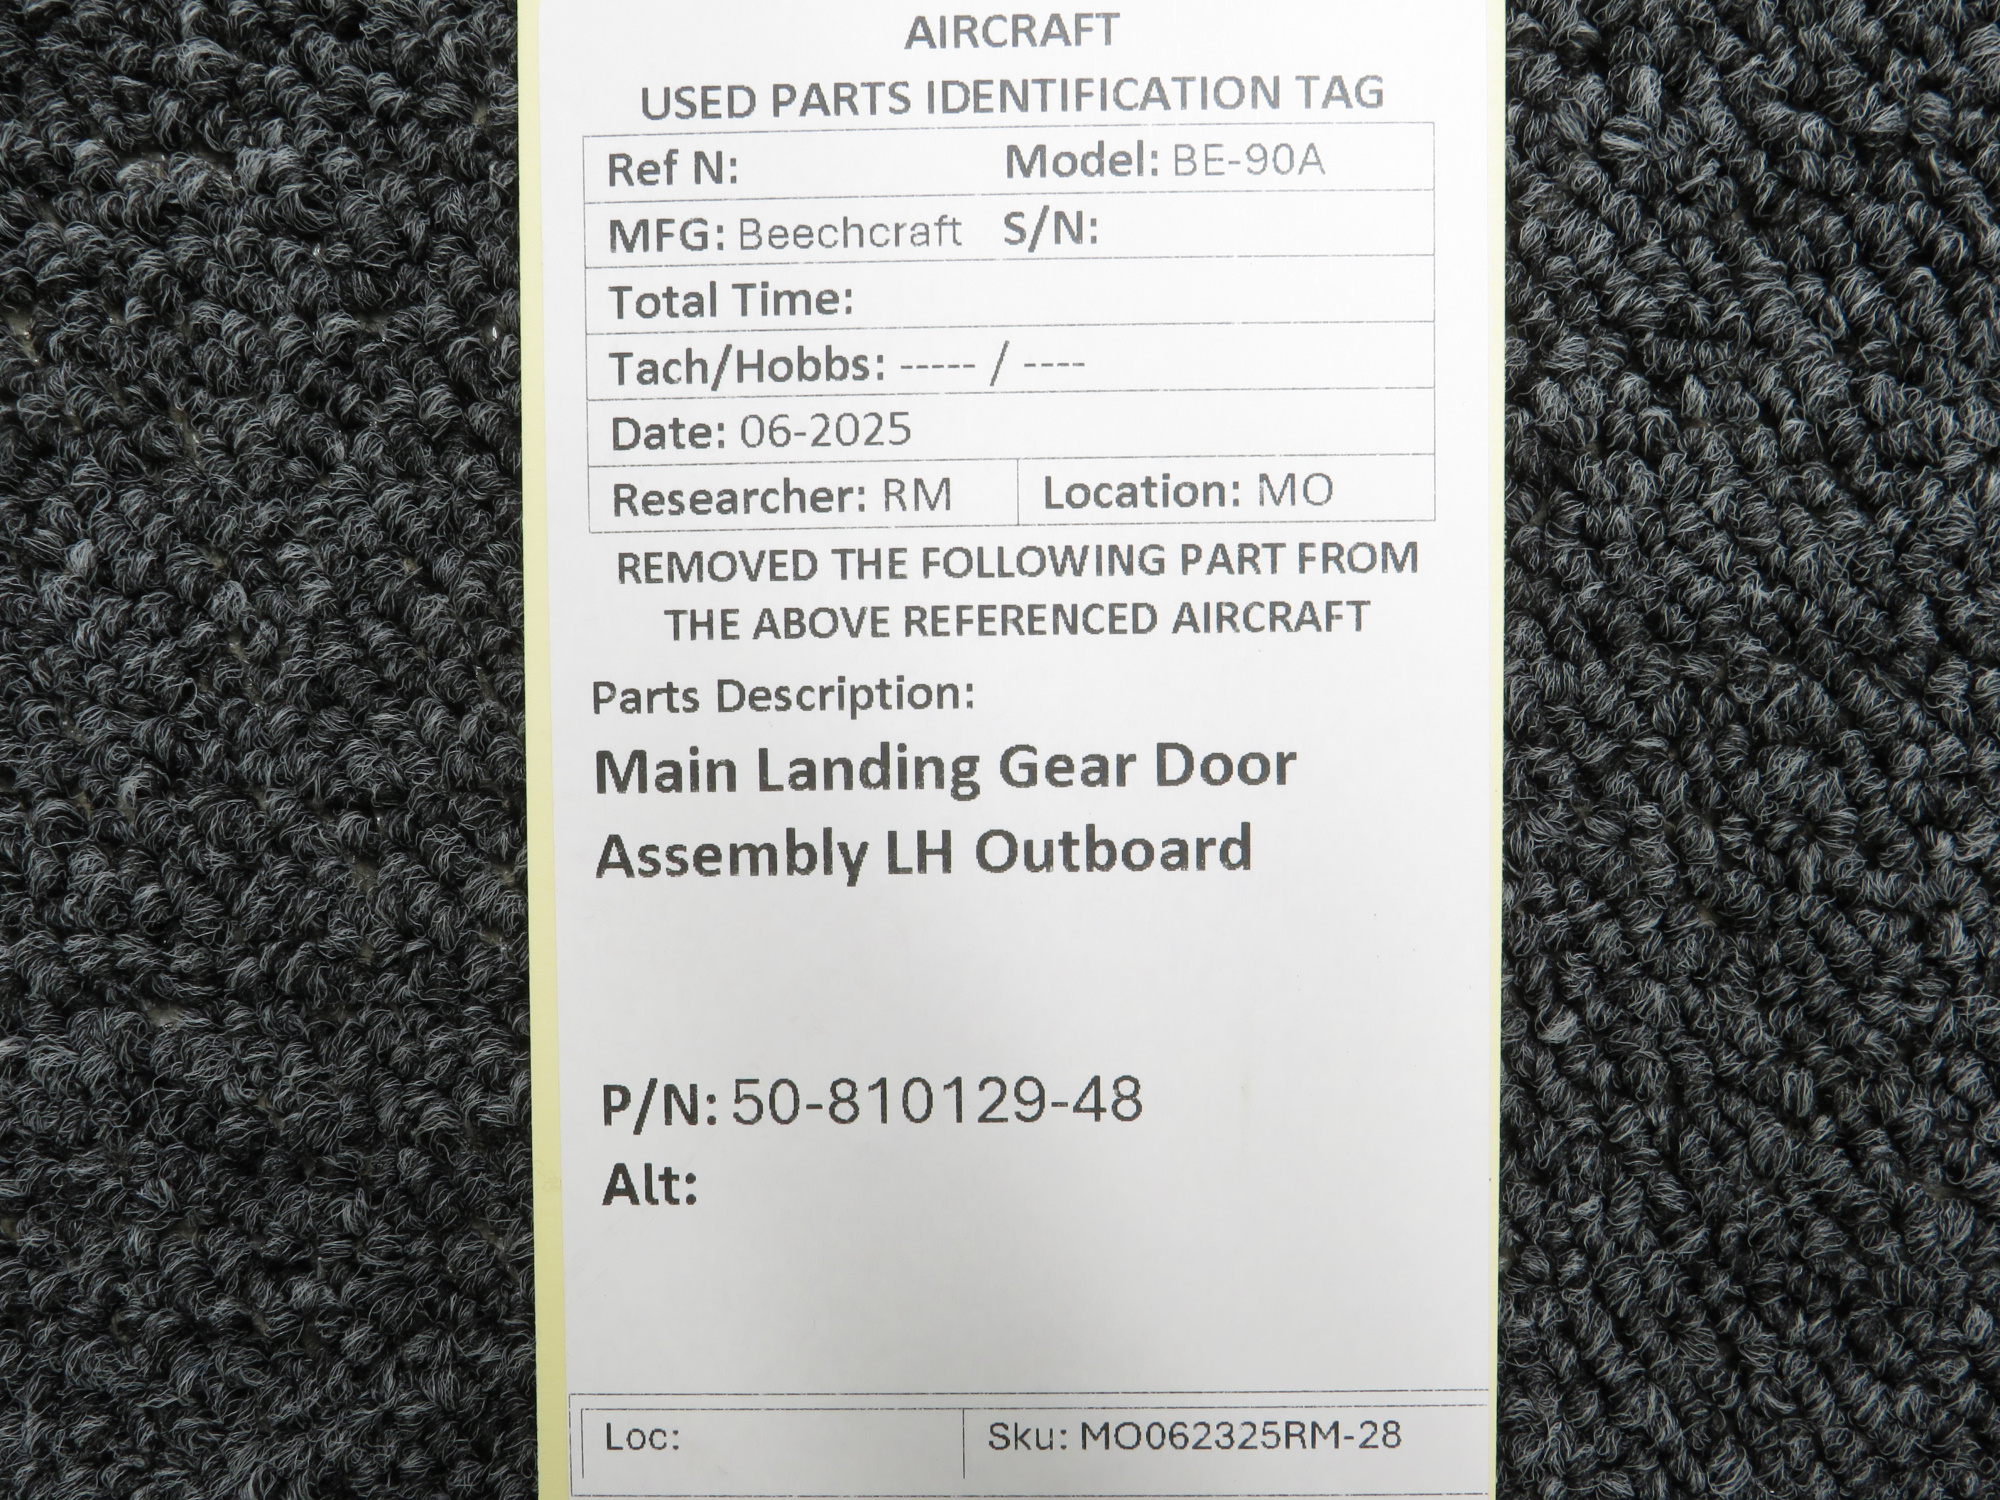 AIRCRAFT
USED PARTS IDENTIFICATION TAG
Ref N: Model: BE-90A
MFG: Beechcraft S/N:
Total Time:
Tach/Hobbs: ----- / ----
Date: 06-2025
Researcher: RM Location: MO
REMOVED THE FOLLOWING PART FROM
THE ABOVE REFERENCED AIRCRAFT
Parts Description:
Main Landing Gear Door
Assembly LH Outboard
P/N: 50-810129-48
Alt:
Loc: Sku: MO062325RM-28